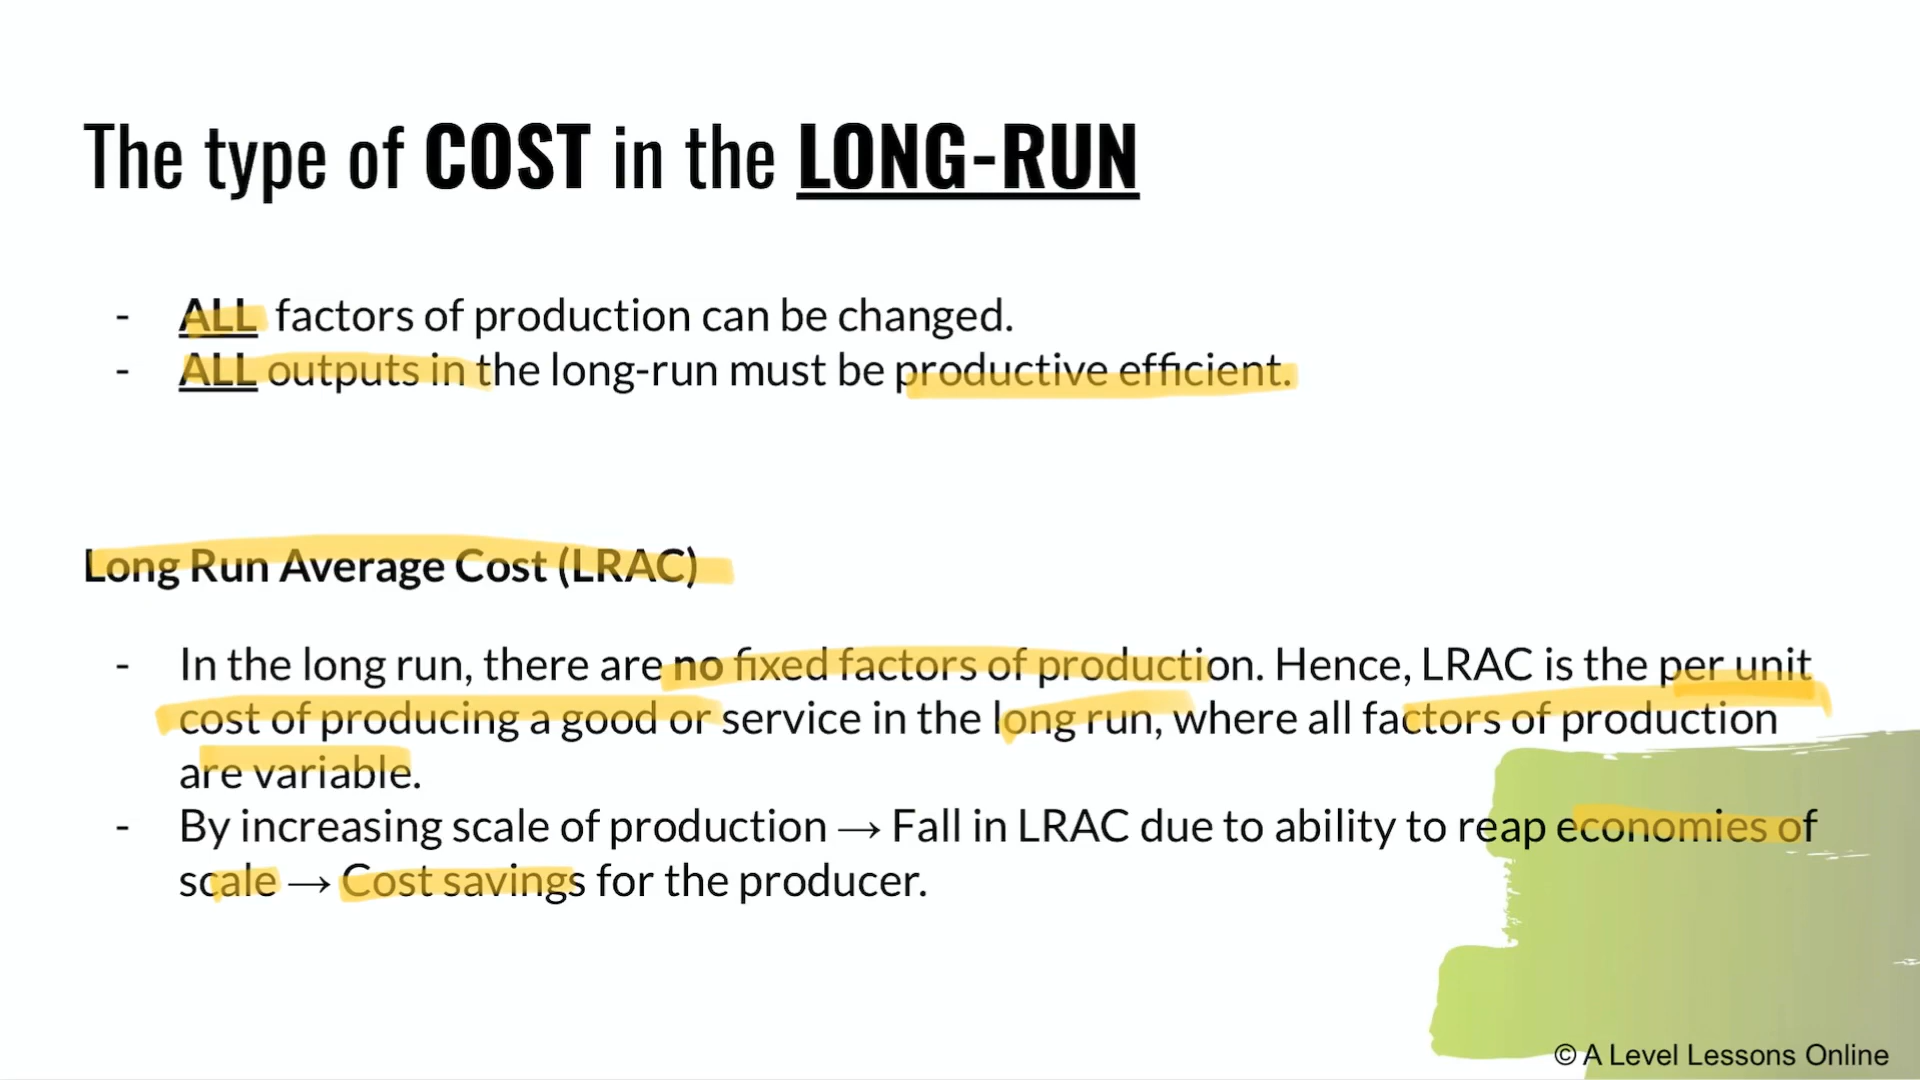 The type of COST in the LONG-RUN
- ALL factors of production can be changed.
- ALL outputs in the long-run must be productive efficient.
Long Run Average Cost (LRAC)
- In the long run, there are no fixed factors of production. Hence, LRAC is the per unit
cost of producing a good or service in the long run, where all factors of production
are variable.
- By increasing scale of production → Fall in LRAC due to ability to reap economies of
scale → Cost savings for the producer.
© A Level Lessons Online